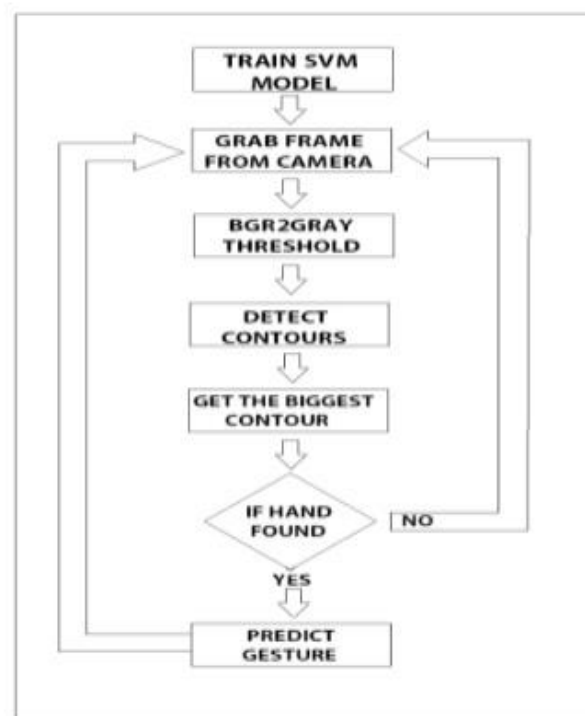 TRAIN SVM
MODEL
GRAB FRAME
FROM CAMERA
BGR2GRAY
THRESHOLD
DETECT
CONTOURS
GET THE BIGGEST
CONTOUR
IF HAND
FOUND
NO
YES
PREDICT
GESTURE